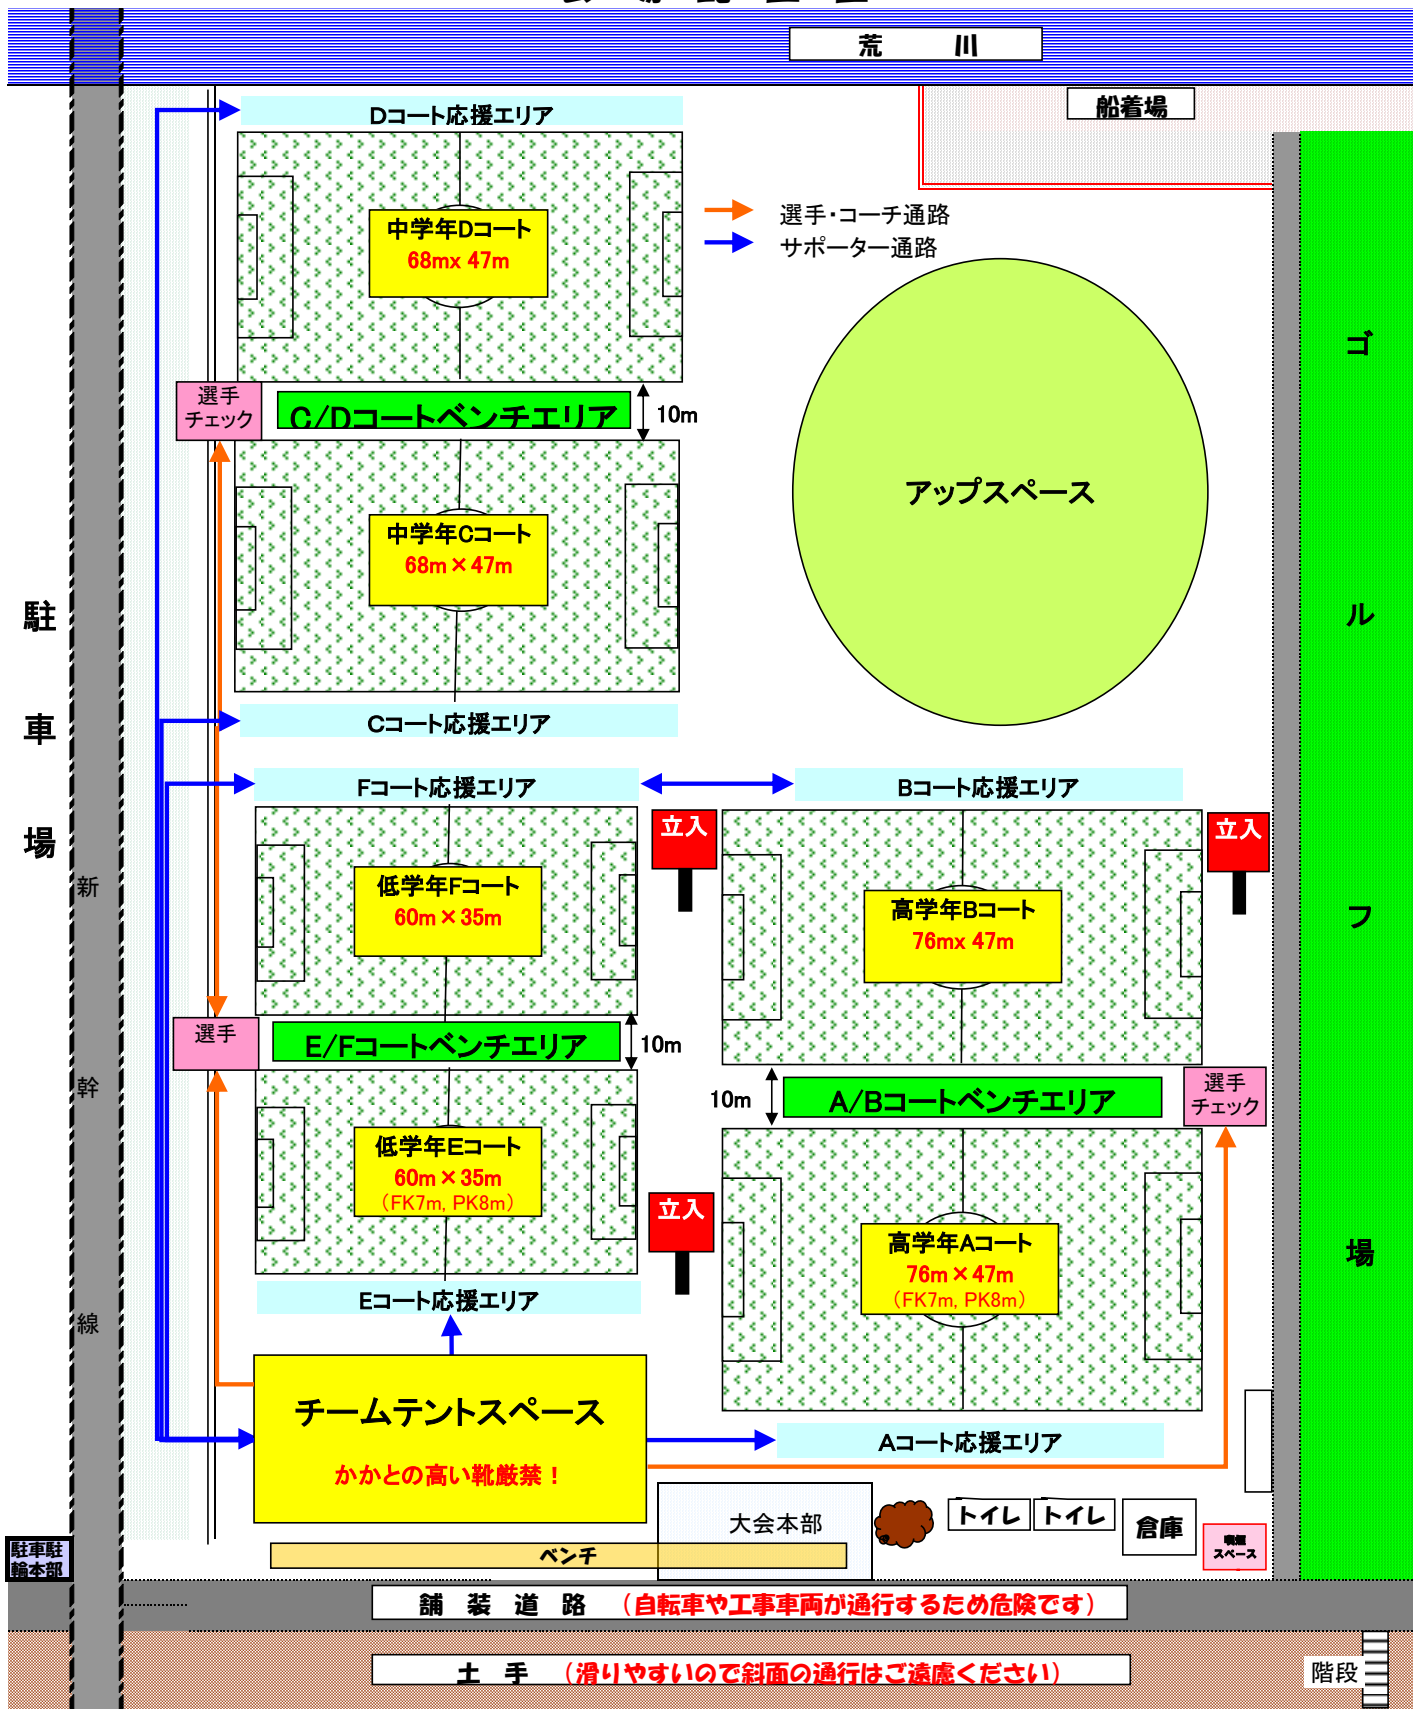 荒　川
船着場
Dコート応援エリア
選手・コーチ通路
サポーター通路
中学年Dコート
68mx 47m
選手
チェック
C/Dコートベンチエリア
10m
中学年Cコート
68m×47m
アップスペース
Cコート応援エリア
Fコート応援エリア
Bコート応援エリア
立入
立入
低学年Fコート
60m×35m
高学年Bコート
76mx 47m
選手
E/Fコートベンチエリア
10m
10m
A/Bコートベンチエリア
選手
チェック
低学年Eコート
60m×35m
(FK7m, PK8m)
立入
高学年Aコート
76m×47m
(FK7m, PK8m)
Eコート応援エリア
チームテントスペース
かかとの高い靴厳禁！
Aコート応援エリア
大会本部
トイレ
トイレ
倉庫
スペース
ベンチ
駐車場
新幹線
ゴルフ場
駐車駐
輪本部
舗 装 道 路 （自転車や工事車両が通行するため危険です）
土 手 （滑りやすいので斜面の通行はご遠慮ください）
階段